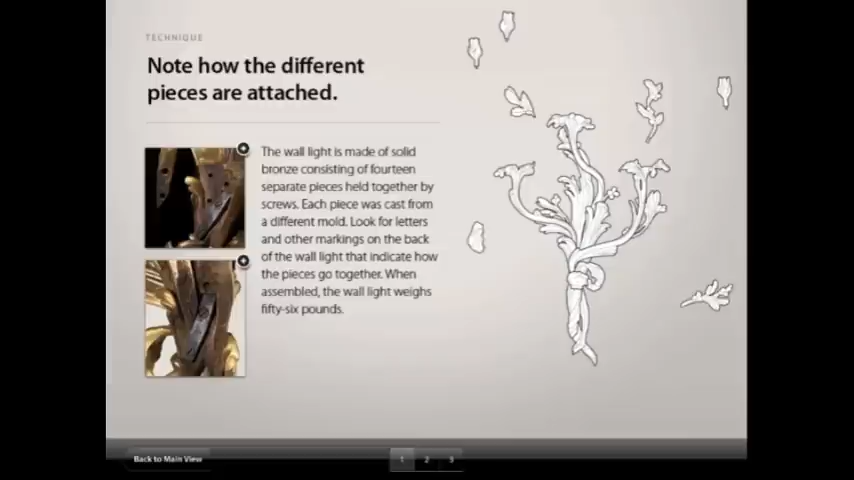 TECHNIQUE
Note how the different
pieces are attached.
The wall light is made of solid
bronze consisting of fourteen
separate pieces held together by
screws. Each piece was cast from
a different mold. Look for letters
and other markings on the back
of the wall light that indicate how
the pieces go together. When
assembled, the wall light weighs
fifty-six pounds.
Back to Main View
1 2 3